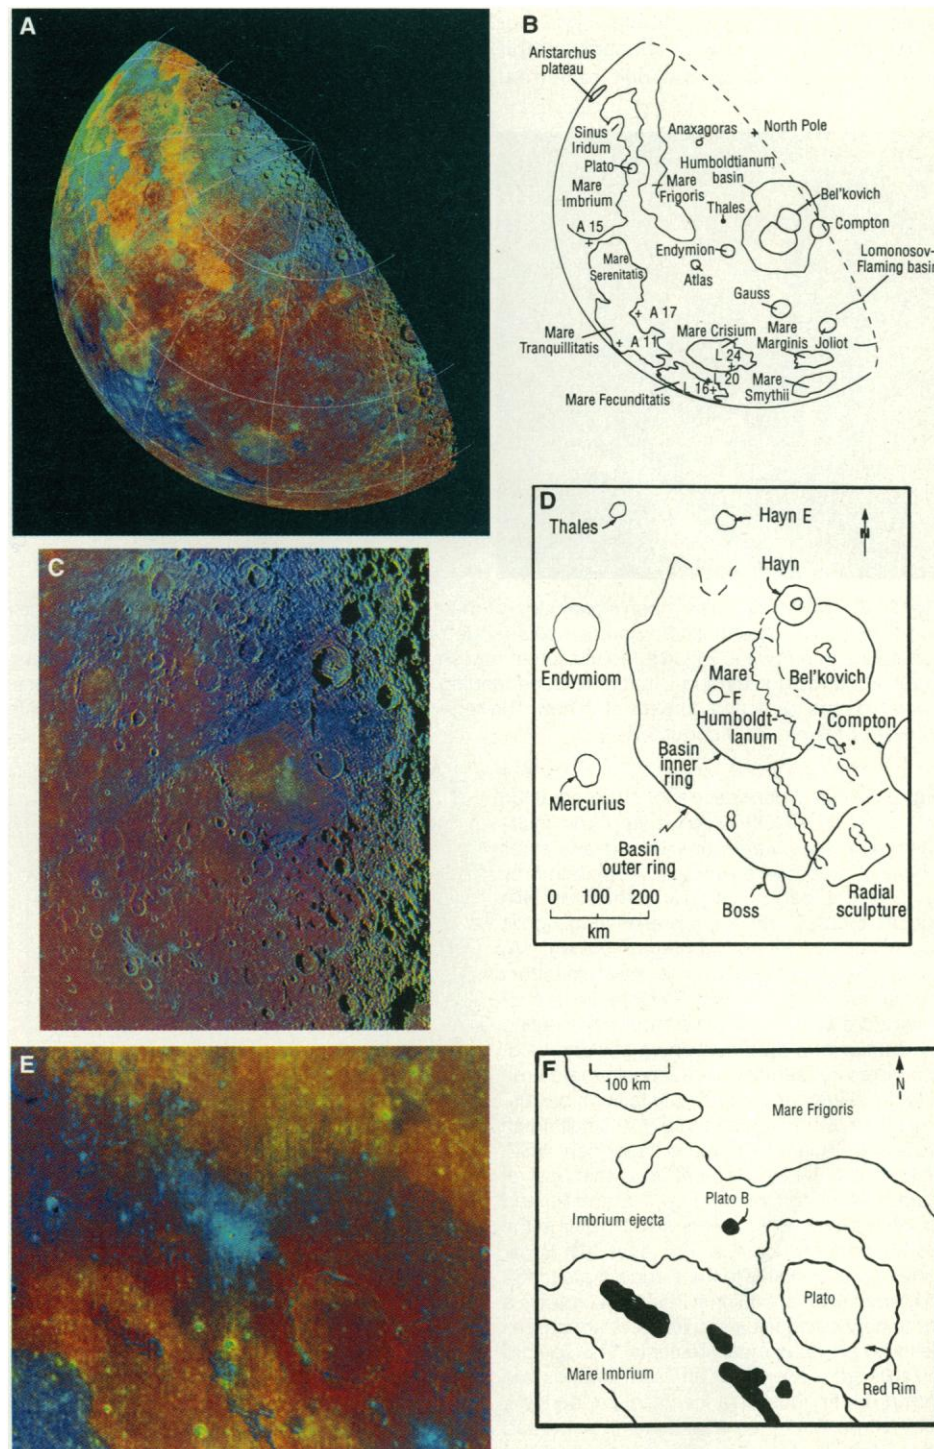 A
B
Aristarchus
plateau
Sinus
Iridum
Anaxagoras
North Pole
Plato
Humboldtianum
basin
Mare
Imbrium
Mare
Frigoris
Bel'kovich
Thales
Compton
A 15
Endymion
Lomonosov-
Flaming basin
Mare
Serenitatis
Atlas
Gauss
A 17
Mare
Tranquillitatis
A 11
Mare Crisium
Mare
Marginis
Joliot
L 24
L 20
Mare Fecunditatis
L 16
Mare
Smythii
C
D
Thales
Hayn E
N
Hayn
Endymiom
Mare
F
Humboldt-
lanum
Bel'kovich
Compton
Basin
inner
ring
Mercurius
Basin
outer ring
0 100 200
km
Boss
Radial
sculpture
E
F
100 km
N
Mare Frigoris
Plato B
Imbrium ejecta
Plato
Mare Imbrium
Red Rim